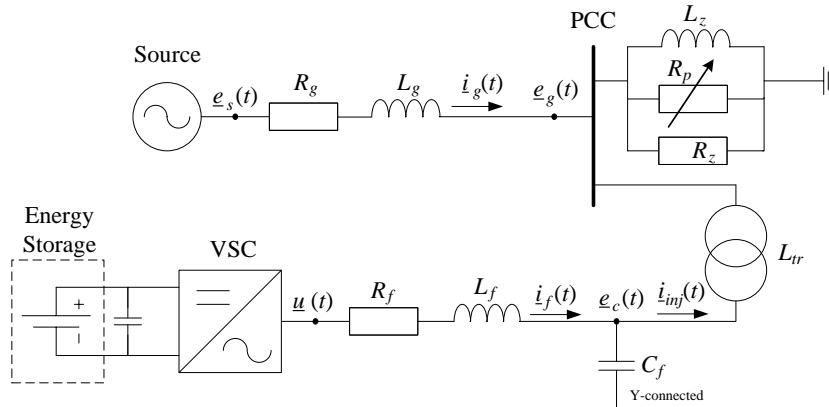 PCC
L_z
Source
R_p
R_g
L_g
i_g(t)
e_s(t)
e_g(t)
R_z
Energy
Storage
VSC
L_tr
R_f
L_f
i_f(t)
e_c(t)
i_inj(t)
u(t)
+
−
C_f
Y-connected